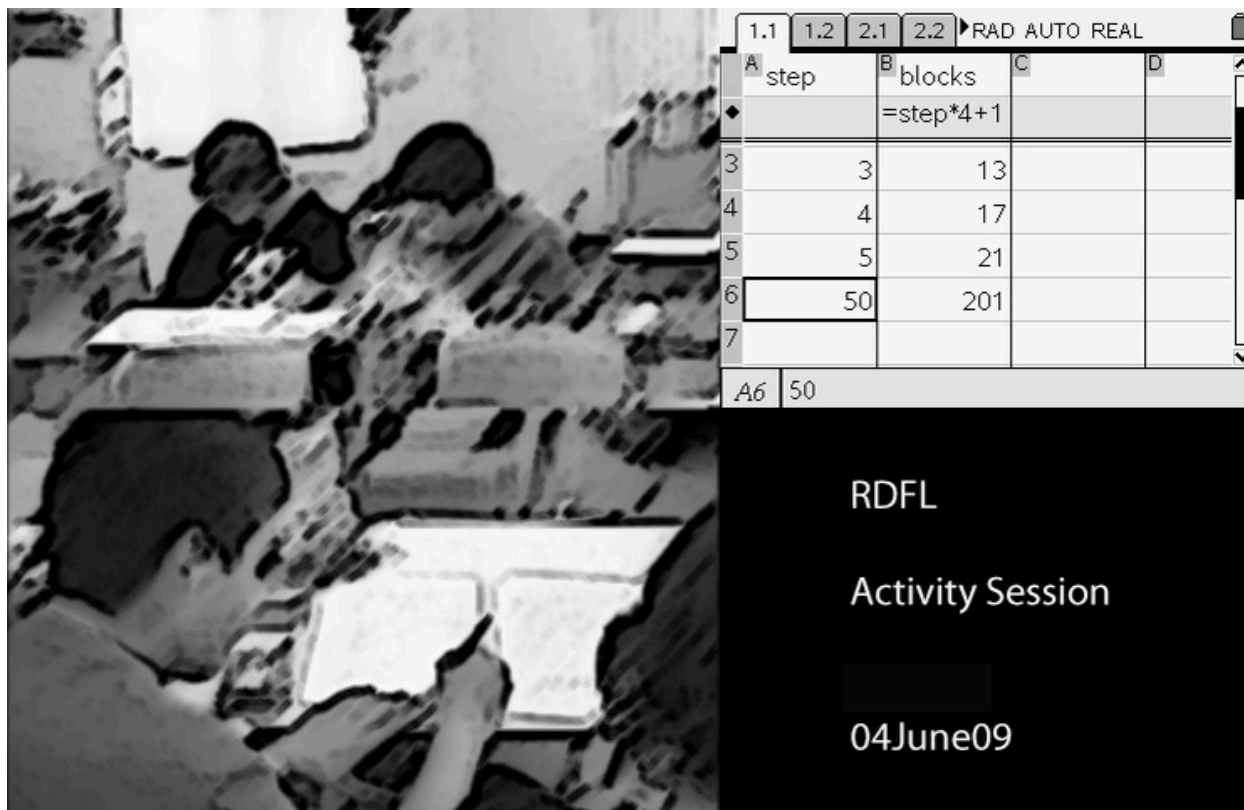 1.1 1.2 2.1 2.2 RAD AUTO REAL
A step B blocks C D
◆ =step*4+1
3 3 13
4 4 17
5 5 21
6 50 201
7
A6 50
RDFL
Activity Session
04June09